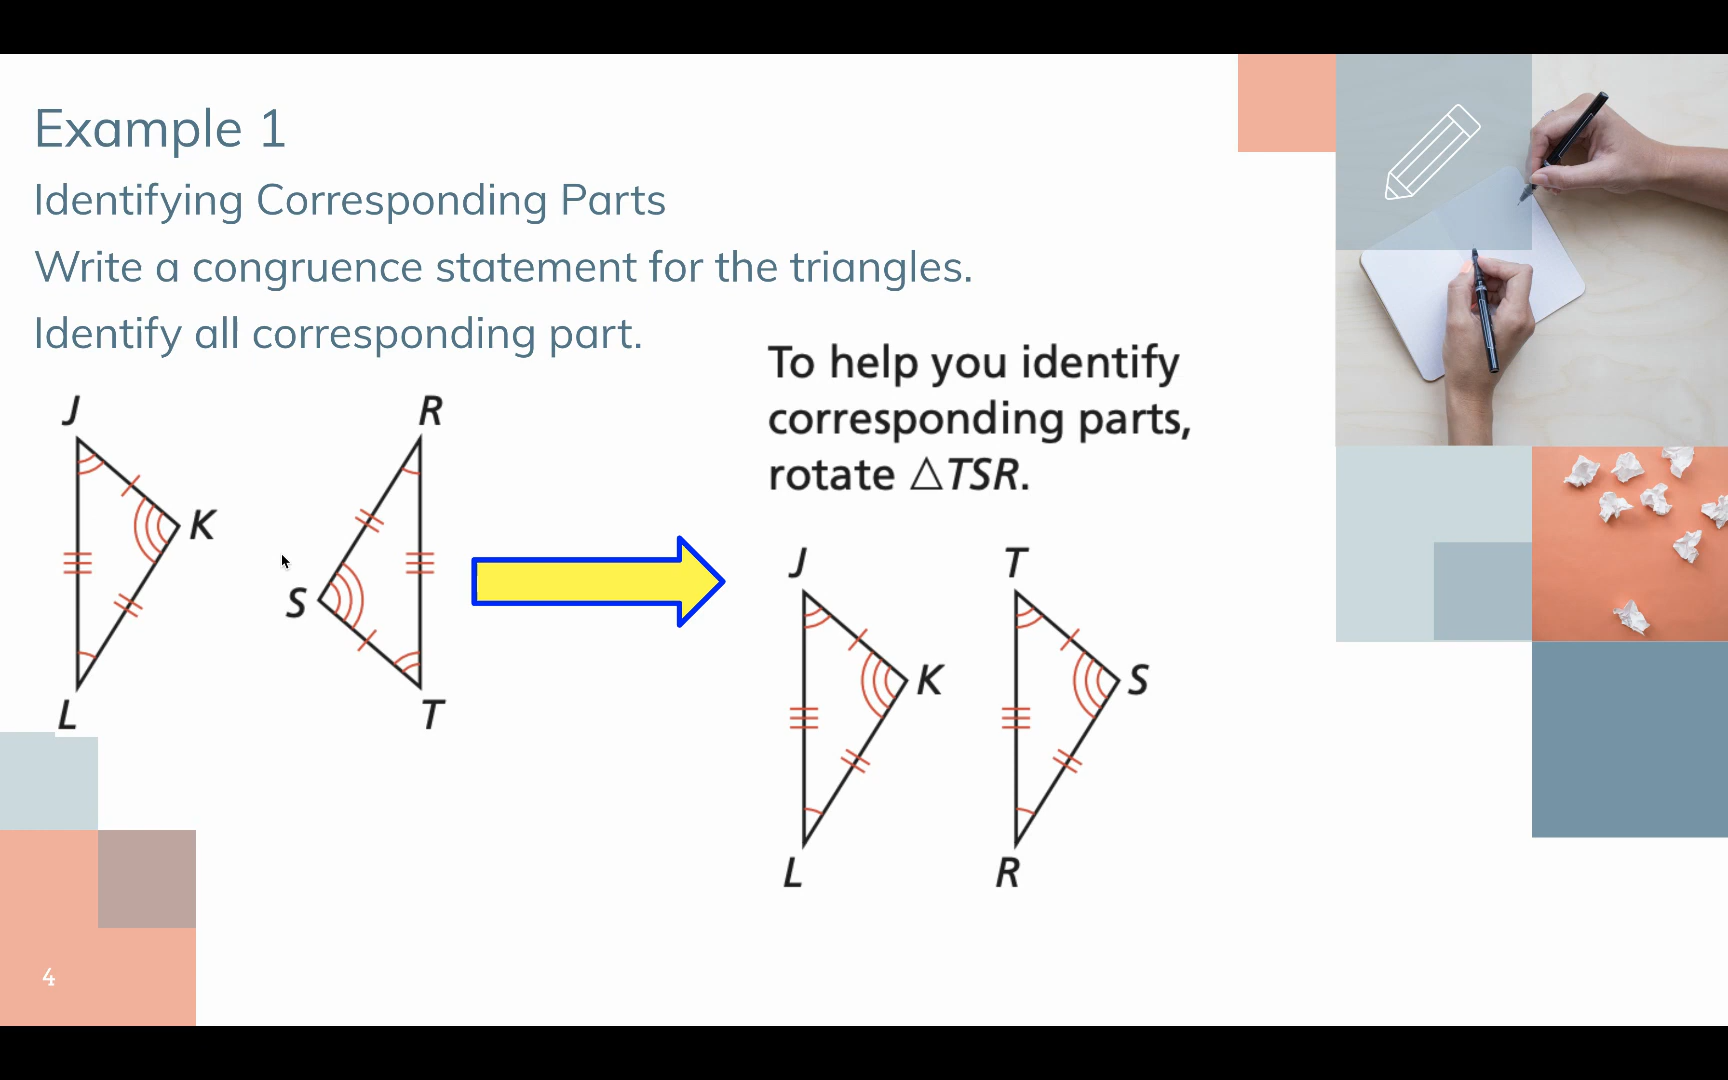 Example 1
Identifying Corresponding Parts
Write a congruence statement for the triangles.
Identify all corresponding part.
To help you identify
corresponding parts,
rotate △TSR.
J
R
K
S
L
T
J
T
K
S
L
R
4